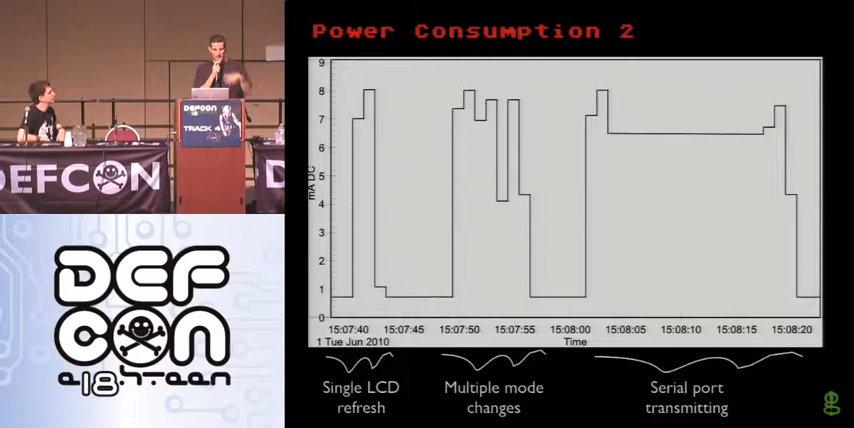 Power Consumption 2
9
8
7
6
5
4
3
2
1
0
mA DC
15:07:40 15:07:45 15:07:50 15:07:55 15:08:00 15:08:05 15:08:10 15:08:15 15:08:20
1 Tue Jun 2010 Time
Single LCD
refresh
Multiple mode
changes
Serial port
transmitting
DEFCON
18
TRACK 4
DEFCON
D
DEF
CON
e18hteen